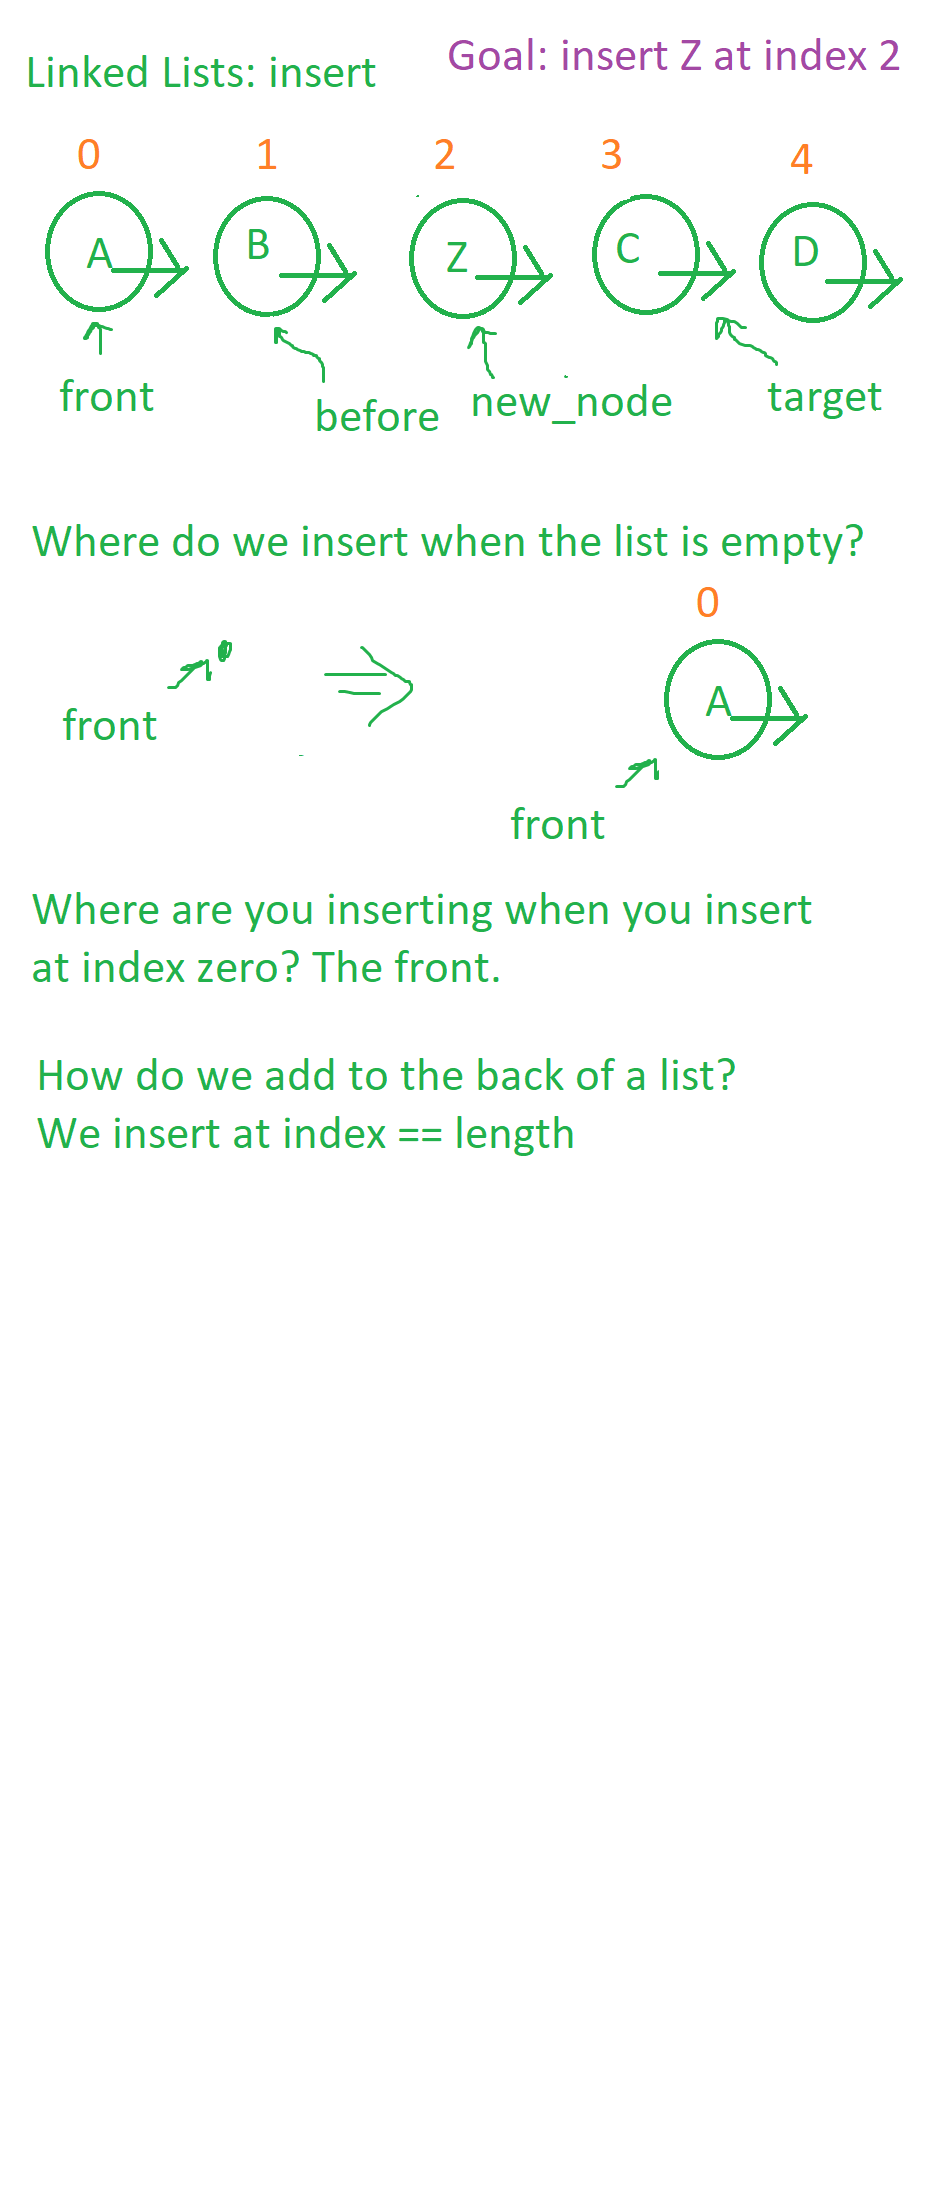 Linked Lists: insert
Goal: insert Z at index 2
0 1 2 3 4
A B Z C D
front before new_node target
Where do we insert when the list is empty?
0
A
front
front
Where are you inserting when you insert
at index zero? The front.
How do we add to the back of a list?
We insert at index == length